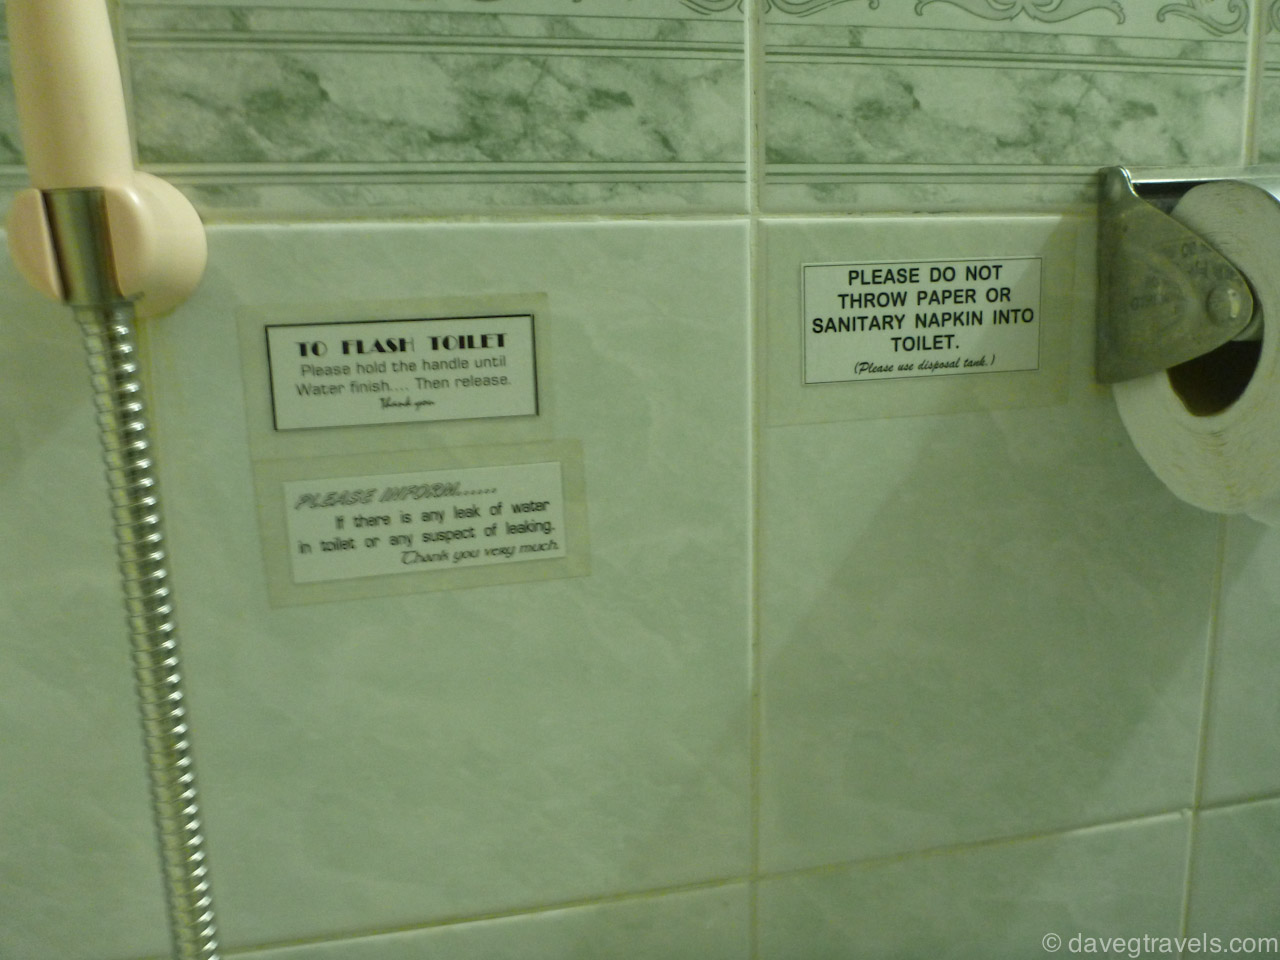 TO FLASH TOILET
Please hold the handle until
Water finish.... Then release.
Thank you
PLEASE INFORM......
If there is any leak of water
in toilet or any suspect of leaking.
Thank you very much.
PLEASE DO NOT
THROW PAPER OR
SANITARY NAPKIN INTO
TOILET.
(Please use disposal tank.)
© davegtravels.com